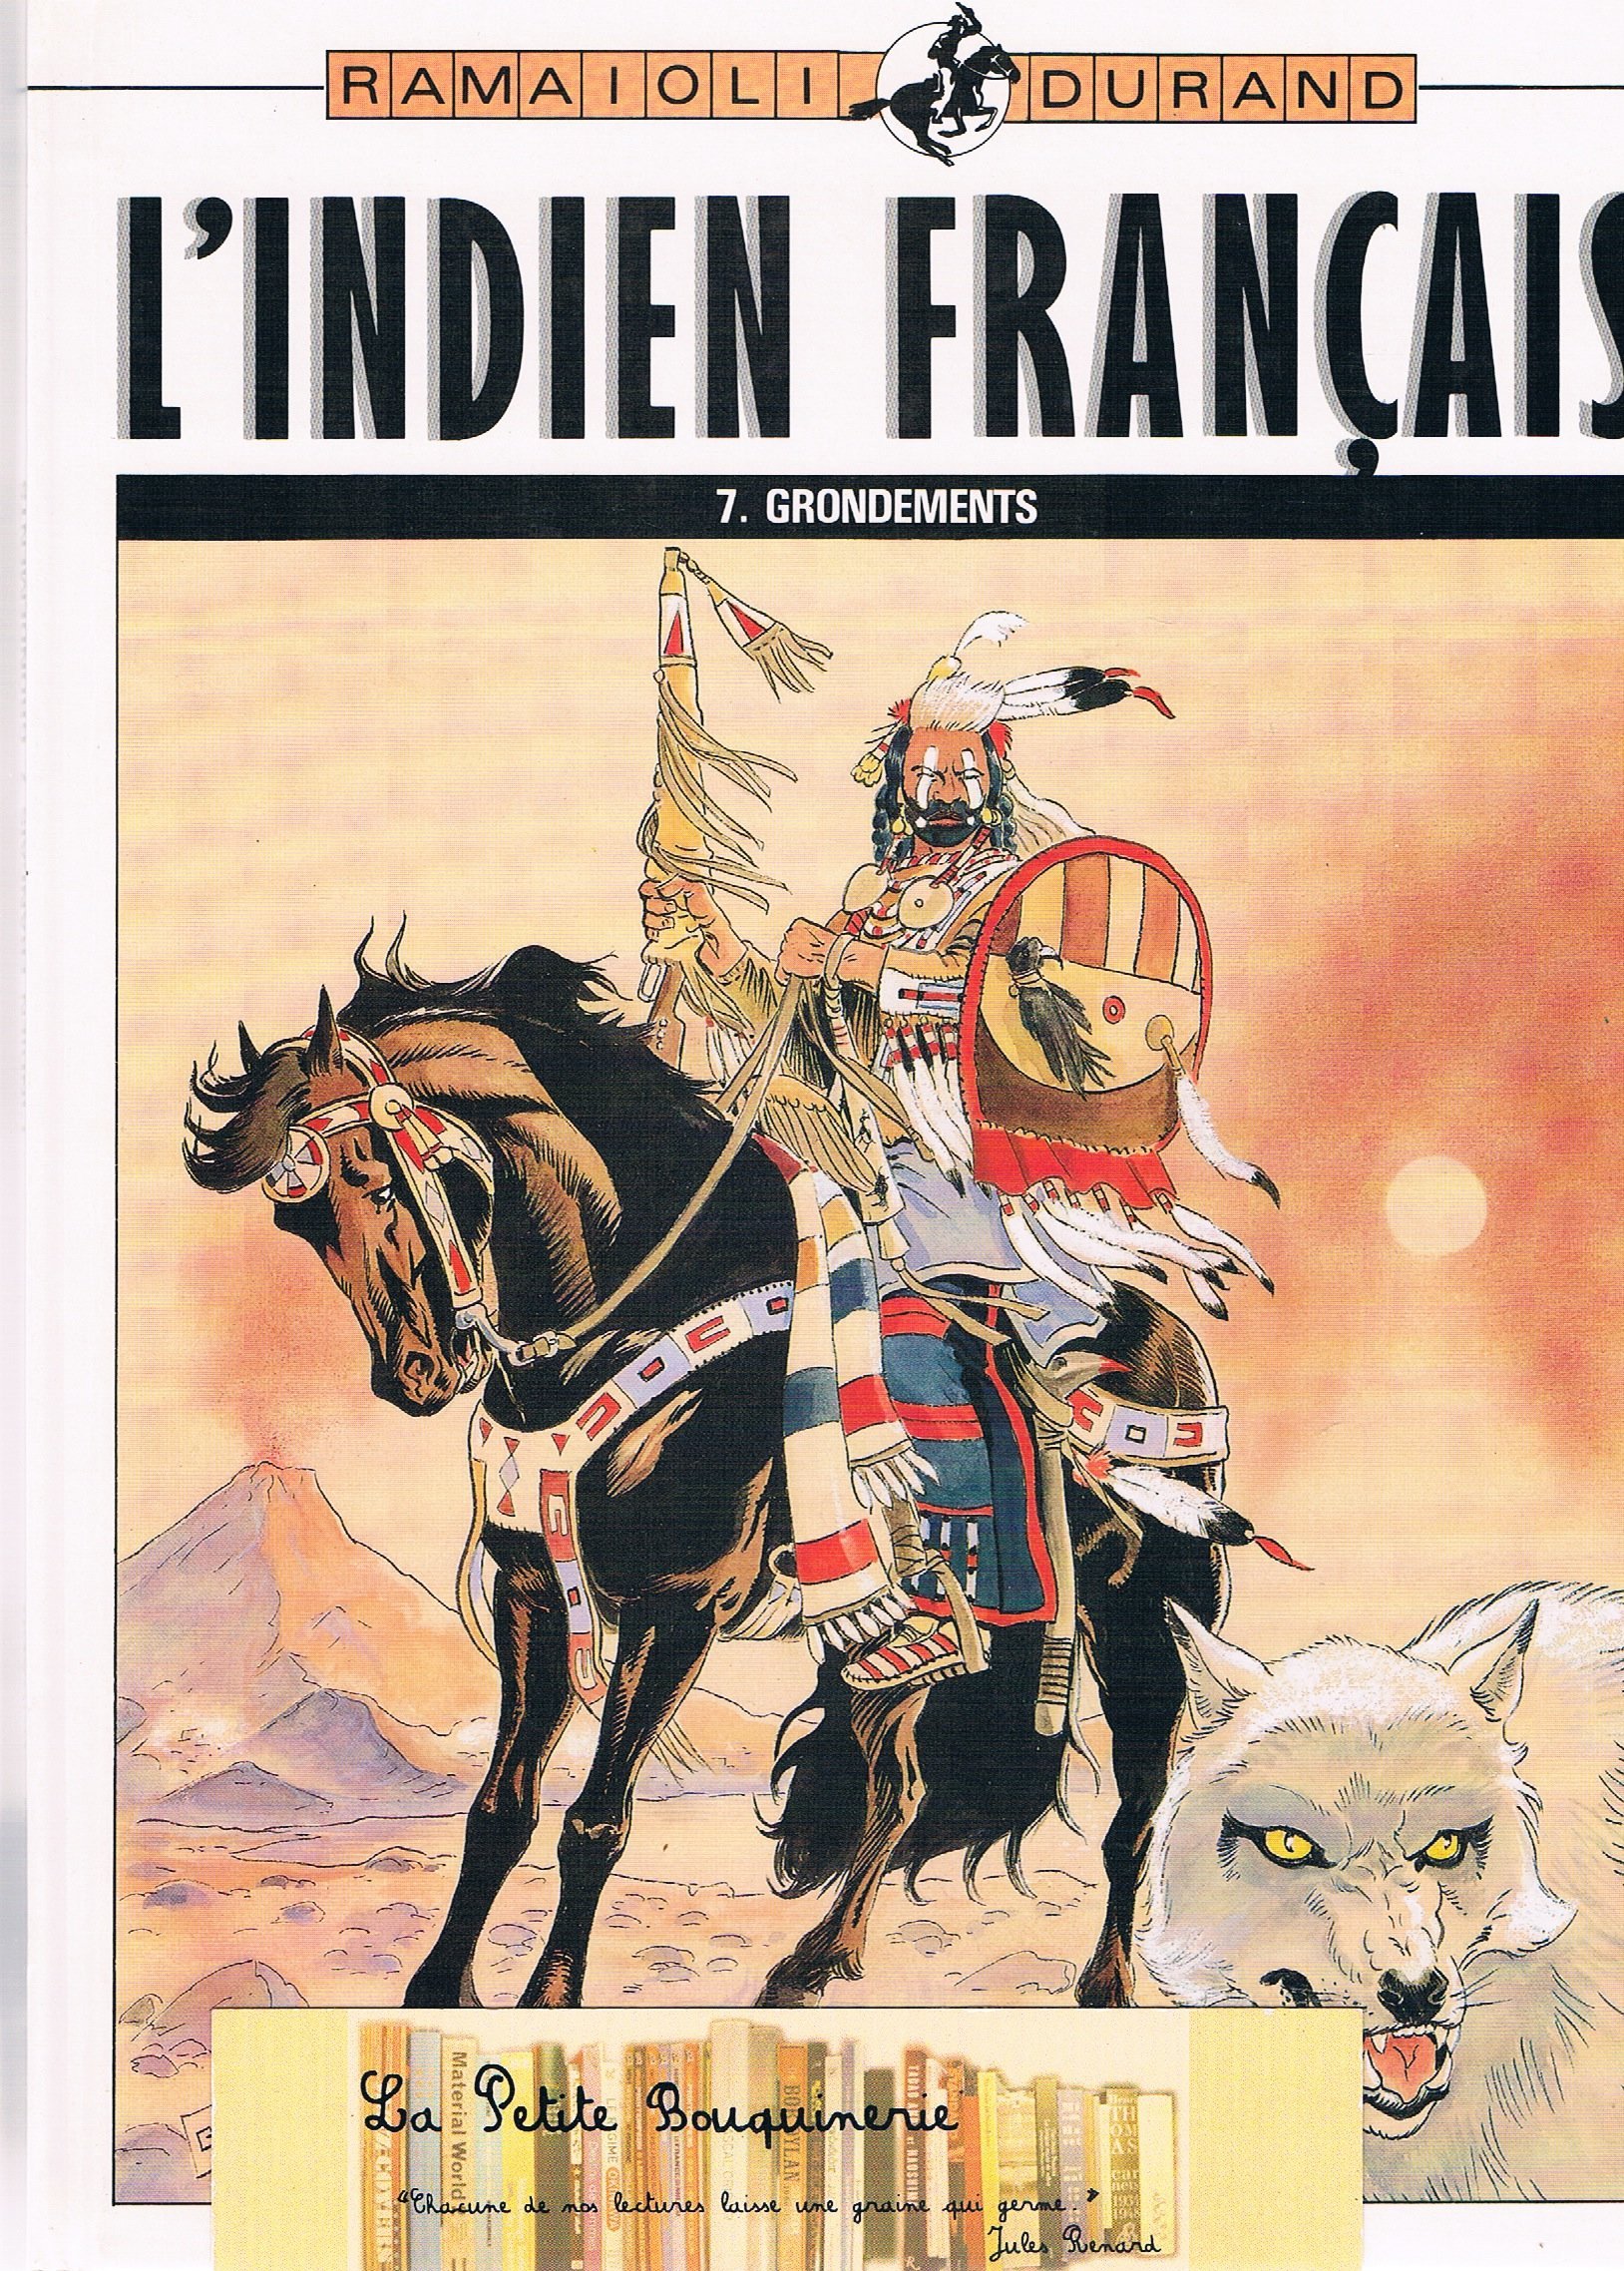 RAMAIOLI DURAND
L'INDIEN FRANÇAIS
7. GRONDEMENTS
La Petite Bouquinerie
Material World
"Chacune de nos lectures laisse une graine qui germe."
Jules Renard